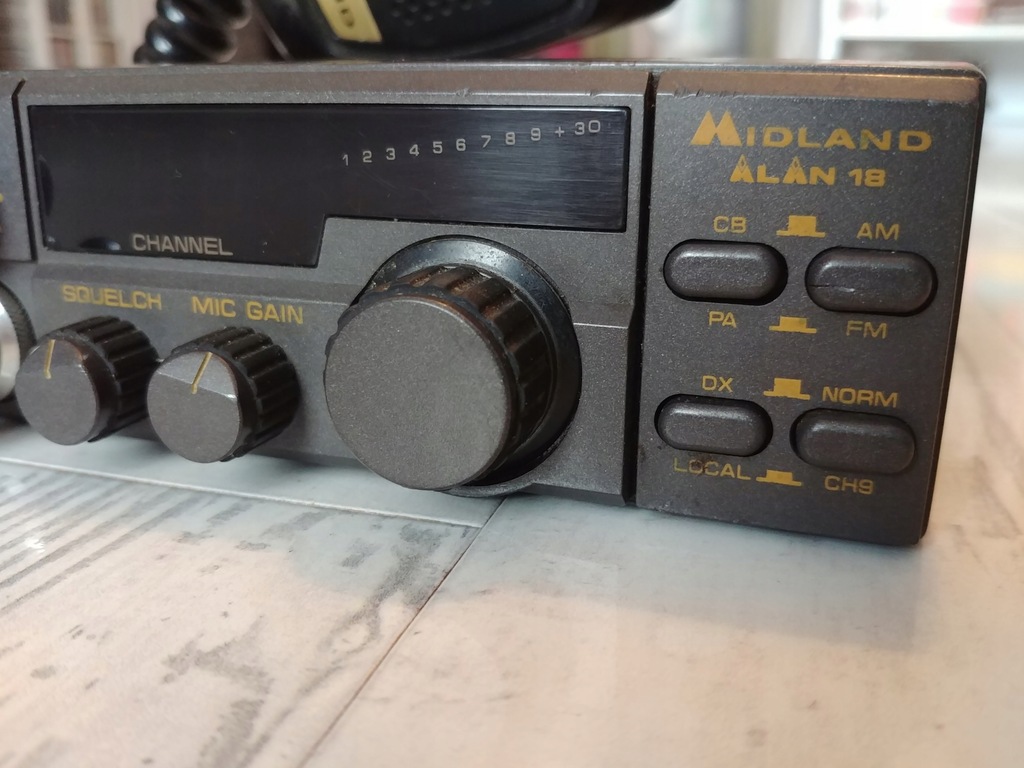 1 2 3 4 5 6 7 8 9 + 30
CHANNEL
SQUELCH MIC GAIN
MIDLAND
ALAN 18
CB AM
PA FM
DX NORM
LOCAL CH9